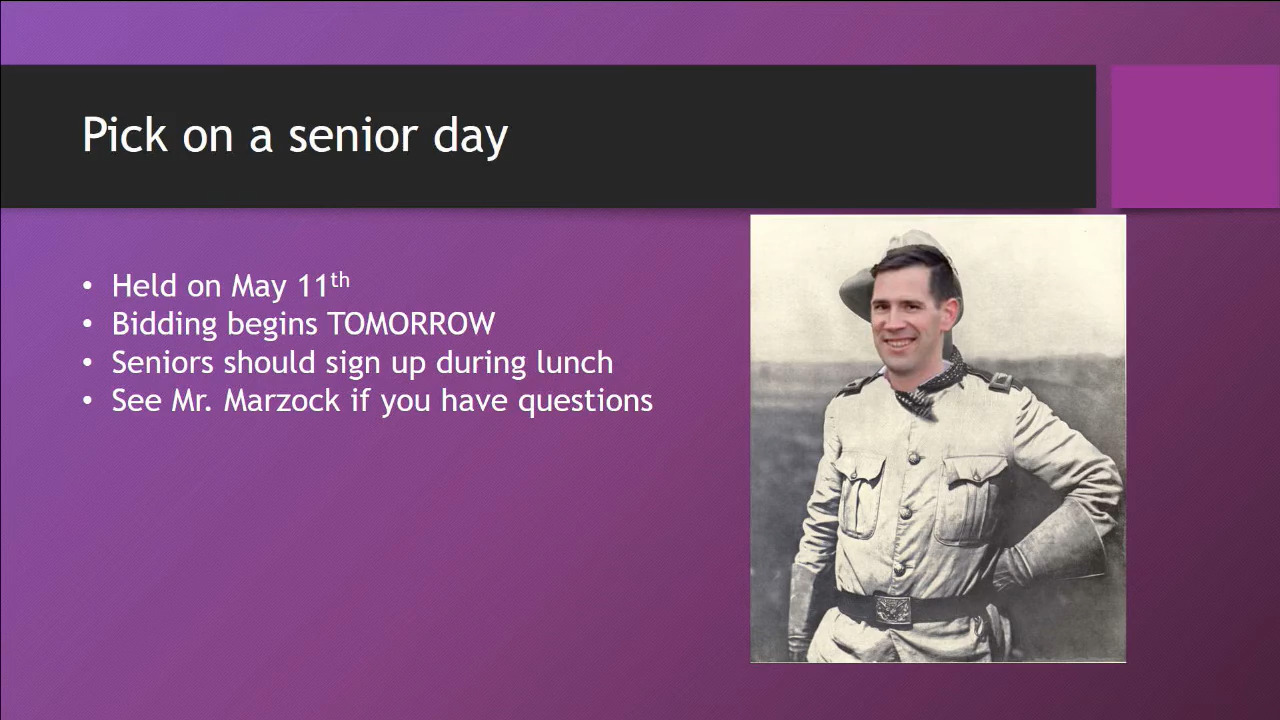 Pick on a senior day
• Held on May 11th
• Bidding begins TOMORROW
• Seniors should sign up during lunch
• See Mr. Marzock if you have questions